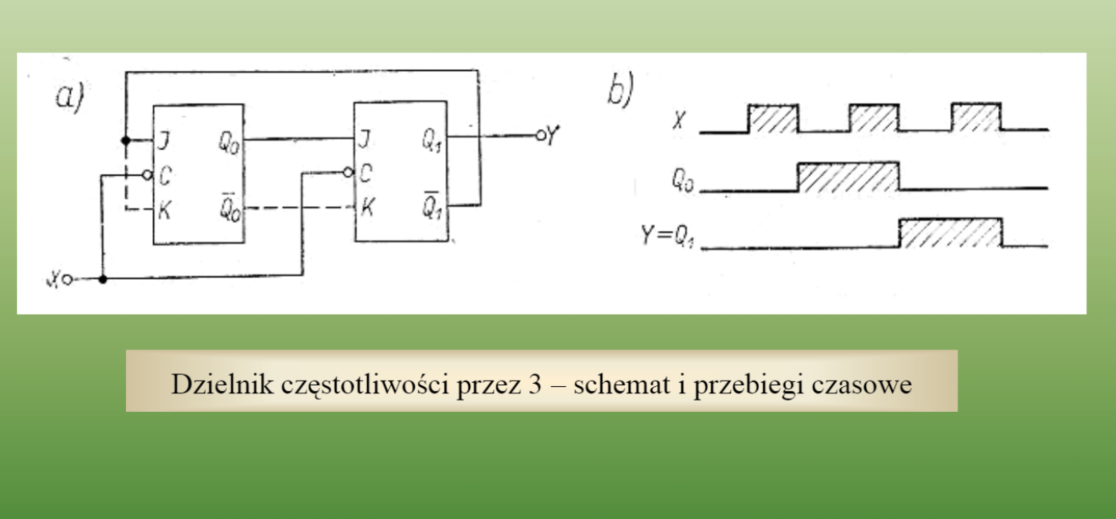 a)
J Q₀ J Q₁ Y
C C
K Q̅₀ K Q̅₁
X
b)
X
Q₀
Y=Q₁
Dzielnik częstotliwości przez 3 – schemat i przebiegi czasowe